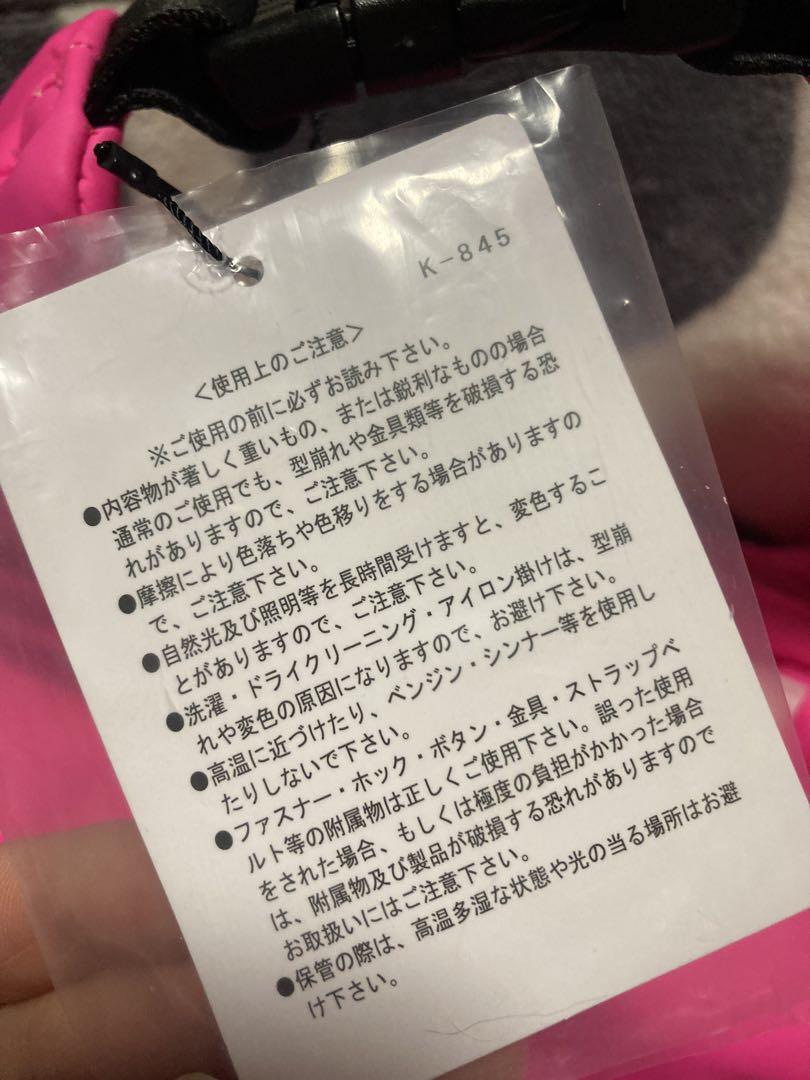 K-845
＜使用上のご注意＞
※ご使用の前に必ずお読み下さい。
●内容物が著しく重いもの、または鋭利なものの場合
通常のご使用でも、型崩れや金具類等を破損する恐
れがありますので、ご注意下さい。
●摩擦により色落ちや色移りをする場合がありますの
で、ご注意下さい。
●自然光及び照明等を長時間受けますと、変色するこ
とがありますので、ご注意下さい。
●洗濯・ドライクリーニング・アイロン掛けは、型崩
れや変色の原因になりますので、お避け下さい。
●高温に近づけたり、ベンジン・シンナー等を使用し
たりしないで下さい。
●ファスナー・ホック・ボタン・金具・ストラップベ
ルト等の附属物は正しくご使用下さい。誤った使用
をされた場合、もしくは極度の負担がかかった場合
は、附属物及び製品が破損する恐れがありますので
お取扱いにはご注意下さい。
●保管の際は、高温多湿な状態や光の当る場所はお避
け下さい。